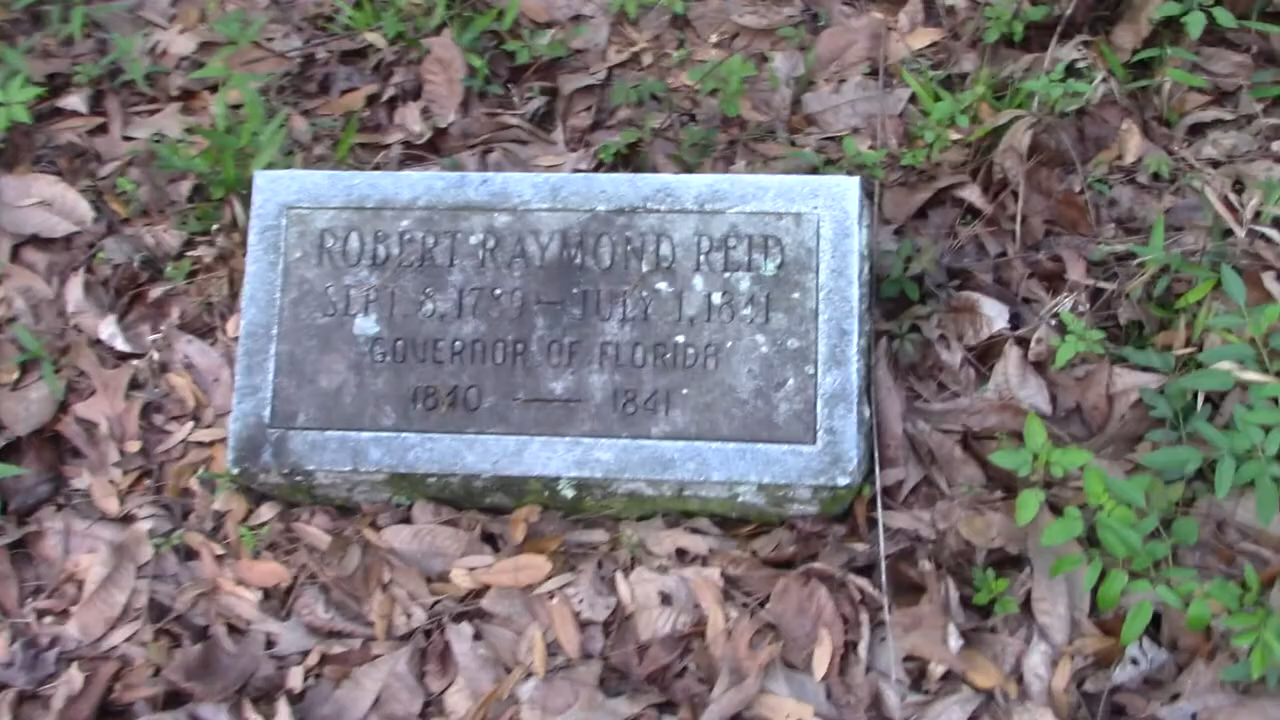 ROBERT RAYMOND REID
SEPT. 8, 1789 — JULY 1, 1841
GOVERNOR OF FLORIDA
1840 — 1841